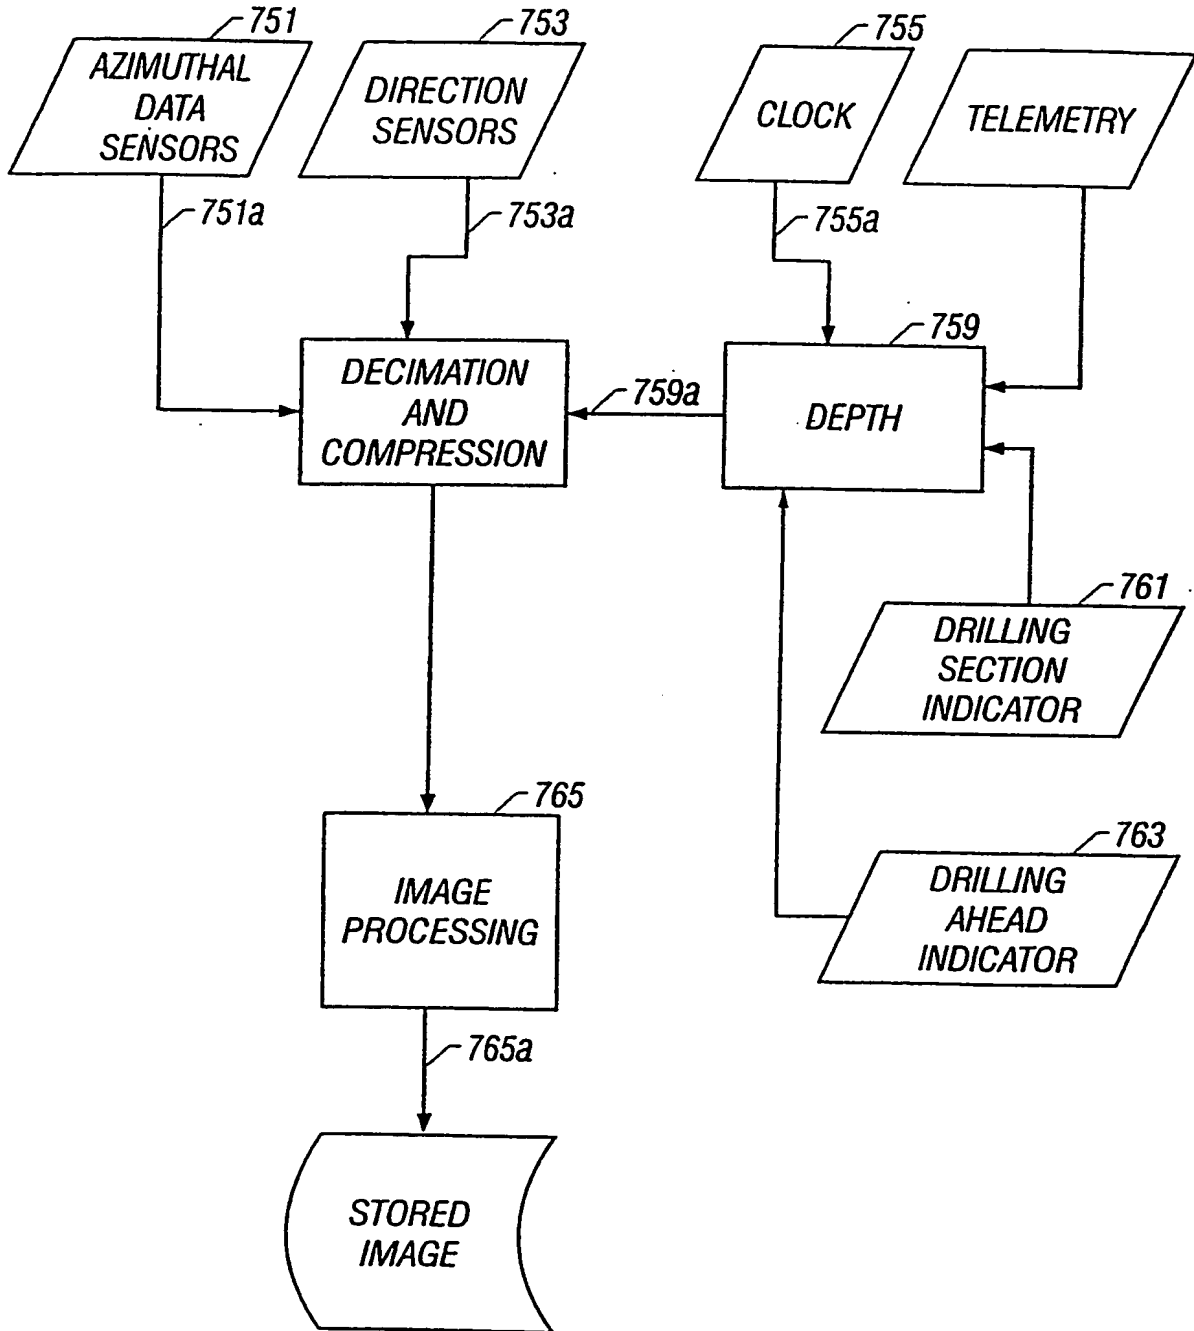 751
AZIMUTHAL
DATA
SENSORS
753
DIRECTION
SENSORS
755
CLOCK
TELEMETRY
751a
753a
755a
759
DECIMATION
AND
COMPRESSION
759a
DEPTH
761
DRILLING
SECTION
INDICATOR
765
IMAGE
PROCESSING
763
DRILLING
AHEAD
INDICATOR
765a
STORED
IMAGE